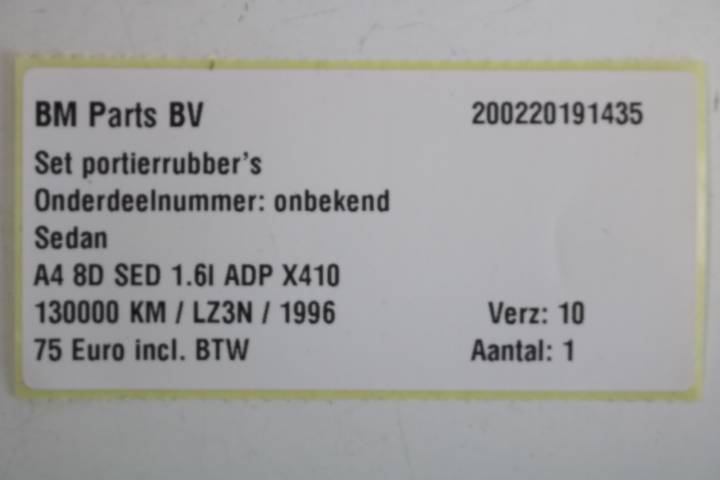 BM Parts BV 200220191435
Set portierrubber's
Onderdeelnummer: onbekend
Sedan
A4 8D SED 1.6I ADP X410
130000 KM / LZ3N / 1996 Verz: 10
75 Euro incl. BTW Aantal: 1